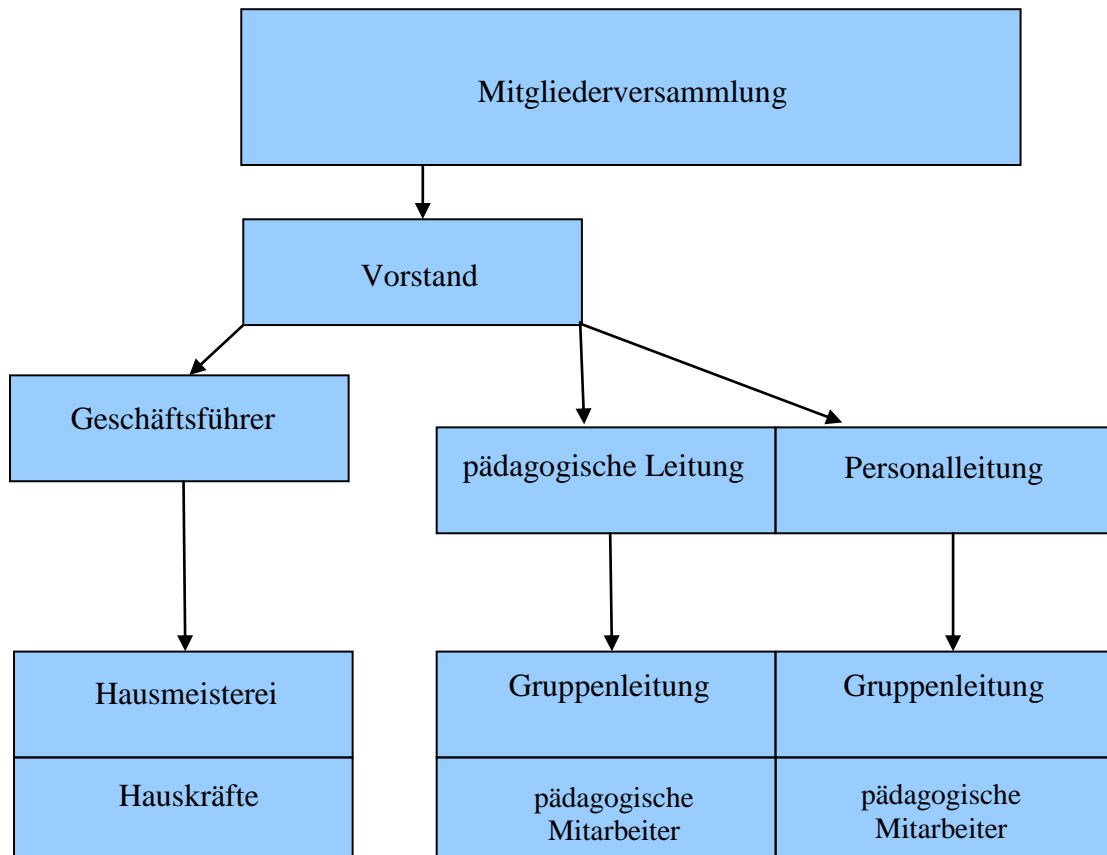 Mitgliederversammlung
Vorstand
Geschäftsführer
pädagogische Leitung
Personalleitung
Hausmeisterei
Gruppenleitung
Gruppenleitung
Hauskräfte
pädagogische
Mitarbeiter
pädagogische
Mitarbeiter